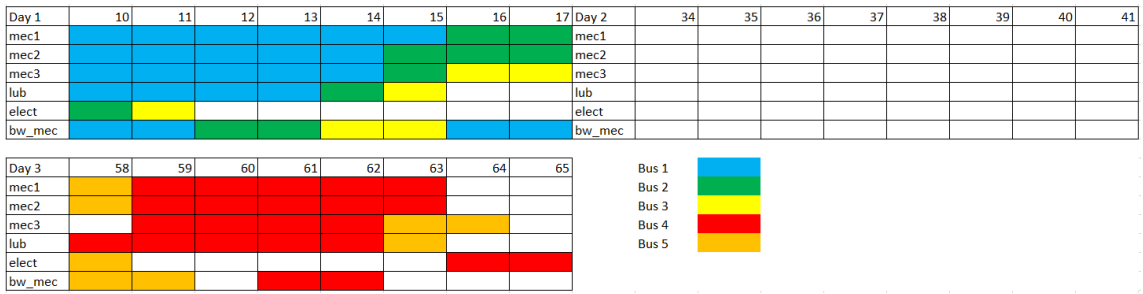 Day 1 10 11 12 13 14 15 16 17 Day 2 34 35 36 37 38 39 40 41
mec1 mec1
mec2 mec2
mec3 mec3
lub lub
elect elect
bw_mec bw_mec
Day 3 58 59 60 61 62 63 64 65 Bus 1
mec1 Bus 2
mec2 Bus 3
mec3 Bus 4
lub Bus 5
elect
bw_mec